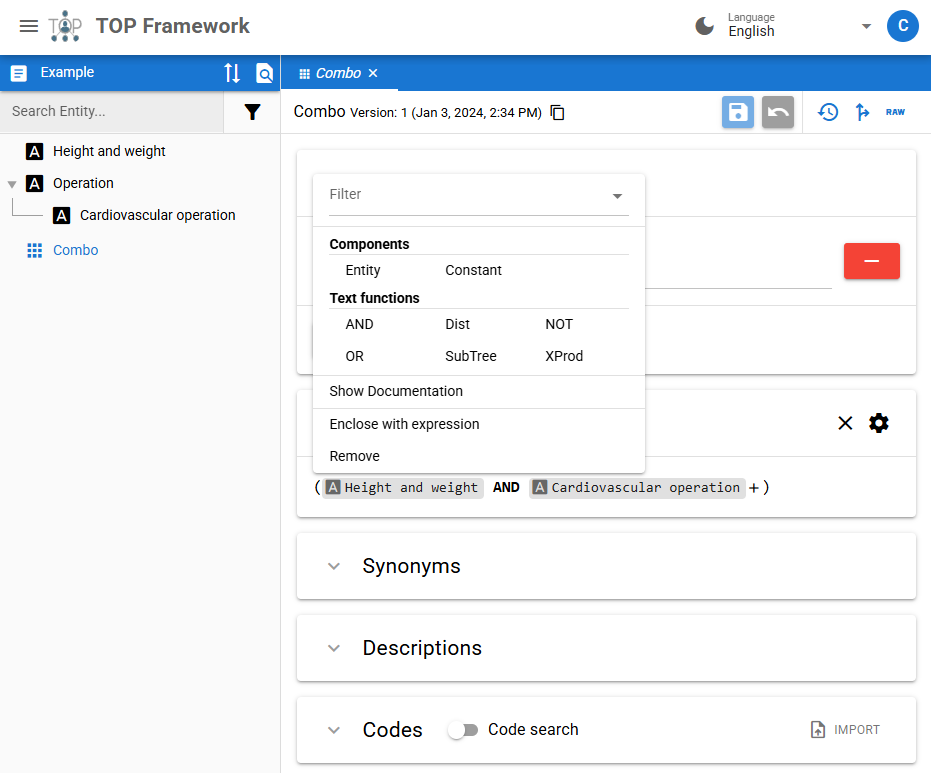 TOP TOP Framework
Language
English
C
Example
Combo
Search Entity...
Combo Version: 1 (Jan 3, 2024, 2:34 PM)
RAW
A Height and weight
A Operation
A Cardiovascular operation
Combo
Filter
Components
Entity Constant
Text functions
AND Dist NOT
OR SubTree XProd
Show Documentation
Enclose with expression
Remove
( A Height and weight AND A Cardiovascular operation + )
Synonyms
Descriptions
Codes Code search IMPORT